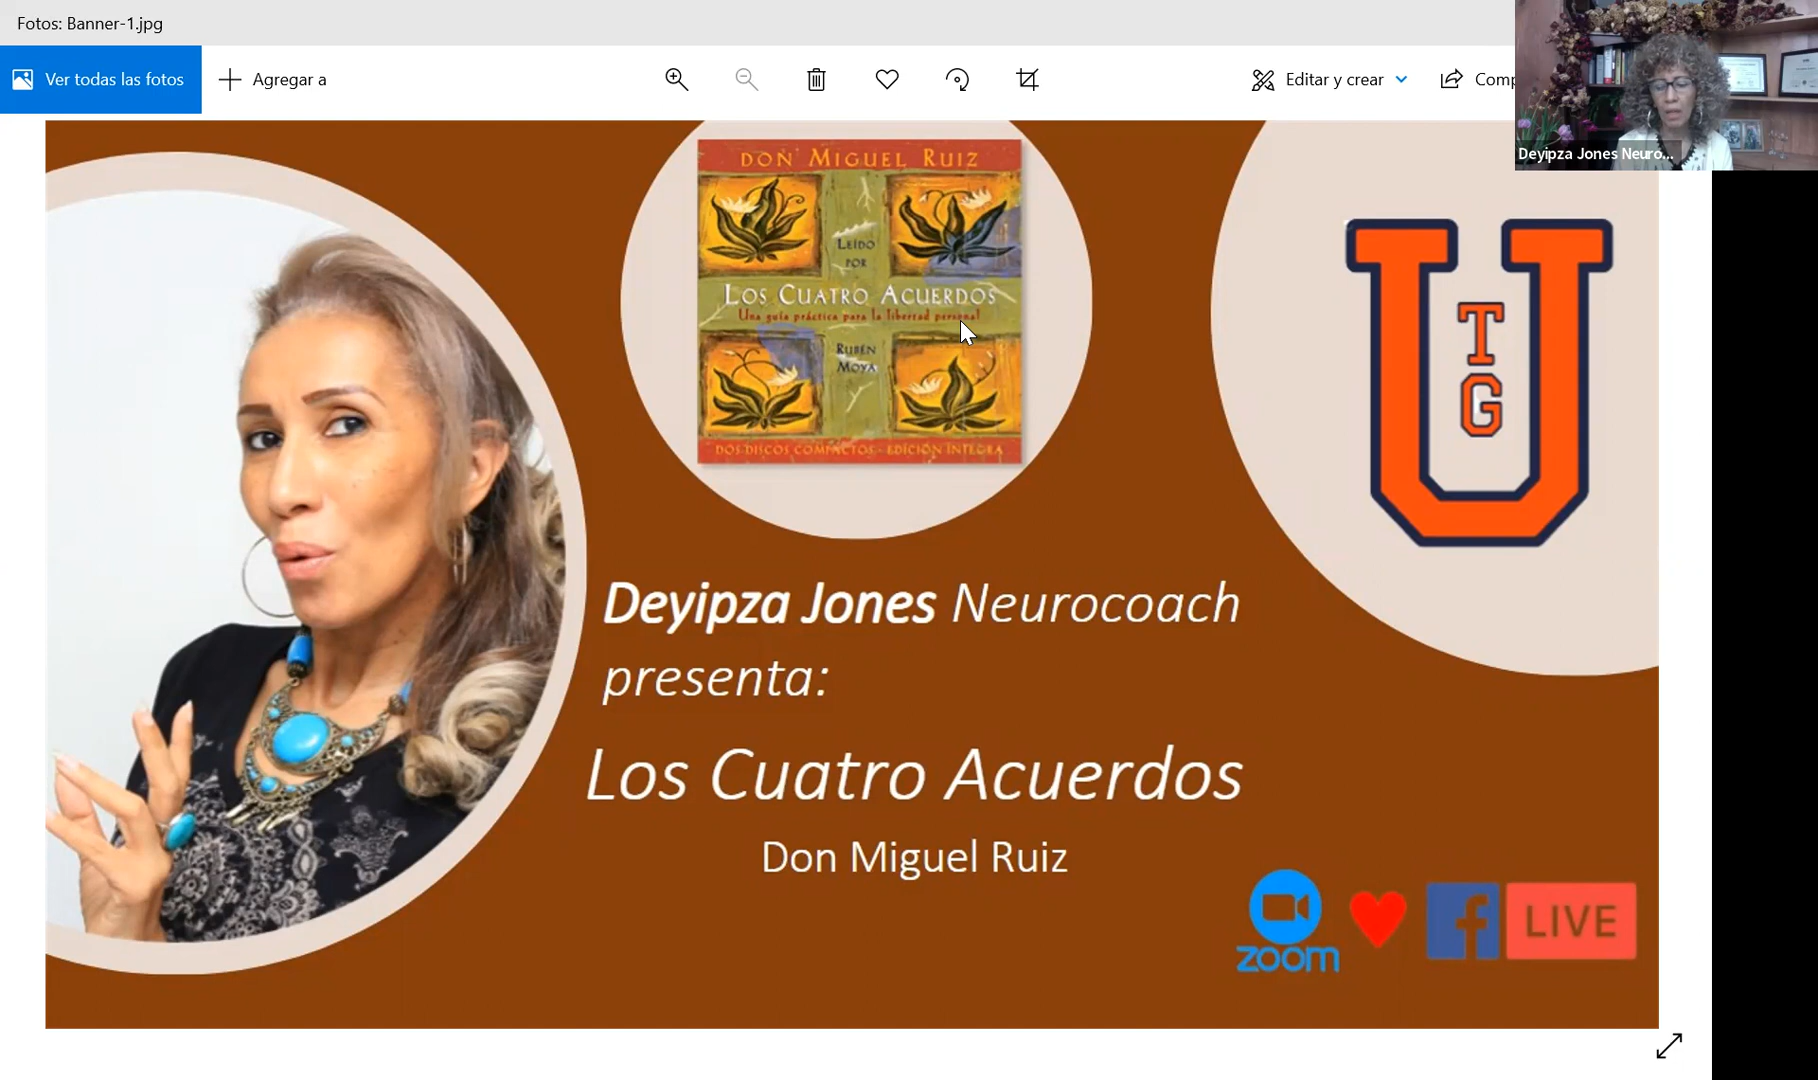 Fotos: Banner-1.jpg
Ver todas las fotos
Agregar a
Editar y crear
Comp
Deyipza Jones Neuro...
DON MIGUEL RUIZ
LEÍDO
POR
LOS CUATRO ACUERDOS
Una guía práctica para la libertad personal
RUBÉN
MOYA
DOS DISCOS COMPACTOS · EDICIÓN ÍNTEGRA
U
T
G
Deyipza Jones Neurocoach
presenta:
Los Cuatro Acuerdos
Don Miguel Ruiz
zoom
f
LIVE